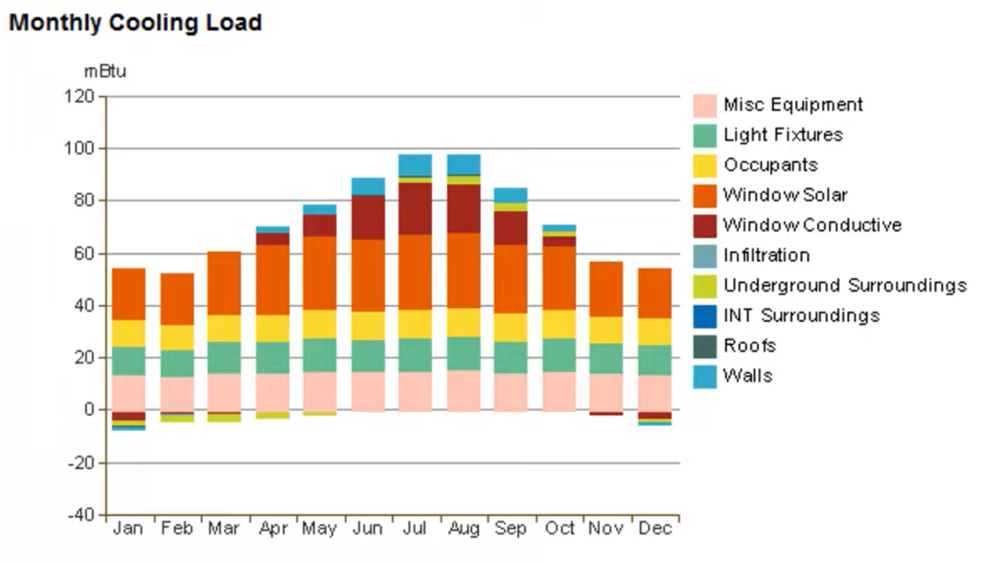 Monthly Cooling Load
mBtu
120
100
80
60
40
20
0
-20
-40
Jan Feb Mar Apr May Jun Jul Aug Sep Oct Nov Dec
Misc Equipment
Light Fixtures
Occupants
Window Solar
Window Conductive
Infiltration
Underground Surroundings
INT Surroundings
Roofs
Walls